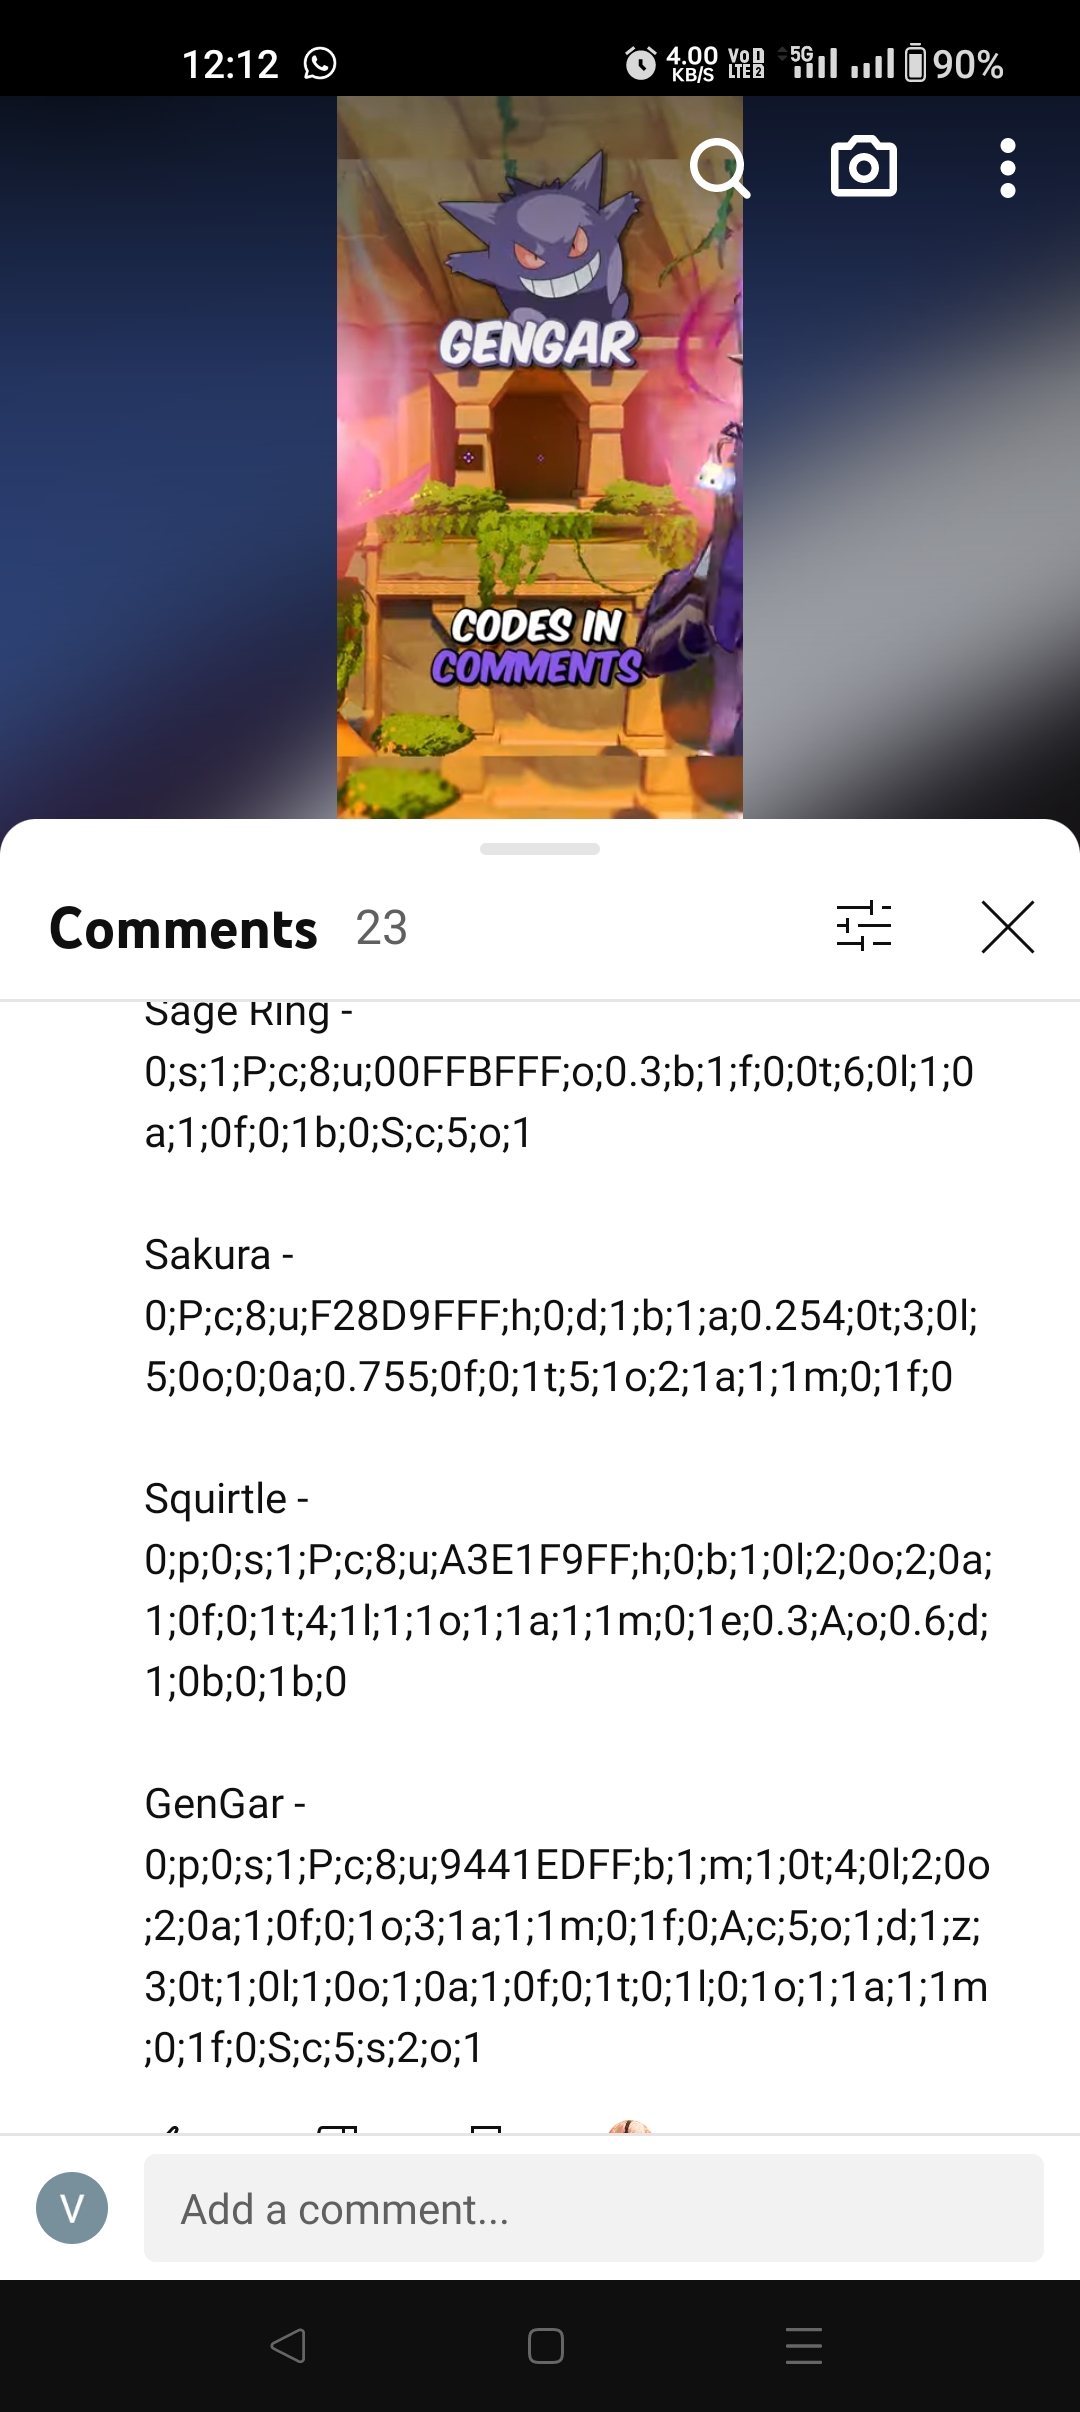 12:12
4.00
KB/S
VoD
LTE2
5G
90%
GENGAR
CODES IN
COMMENTS
Comments 23
Sage Ring -
0;s;1;P;c;8;u;00FFBFFF;o;0.3;b;1;f;0;0t;6;0l;1;0
a;1;0f;0;1b;0;S;c;5;o;1
Sakura -
0;P;c;8;u;F28D9FFF;h;0;d;1;b;1;a;0.254;0t;3;0l;
5;0o;0;0a;0.755;0f;0;1t;5;1o;2;1a;1;1m;0;1f;0
Squirtle -
0;p;0;s;1;P;c;8;u;A3E1F9FF;h;0;b;1;0l;2;0o;2;0a;
1;0f;0;1t;4;1l;1;1o;1;1a;1;1m;0;1e;0.3;A;o;0.6;d;
1;0b;0;1b;0
GenGar -
0;p;0;s;1;P;c;8;u;9441EDFF;b;1;m;1;0t;4;0l;2;0o
;2;0a;1;0f;0;1o;3;1a;1;1m;0;1f;0;A;c;5;o;1;d;1;z;
3;0t;1;0l;1;0o;1;0a;1;0f;0;1t;0;1l;0;1o;1;1a;1;1m
;0;1f;0;S;c;5;s;2;o;1
V
Add a comment...